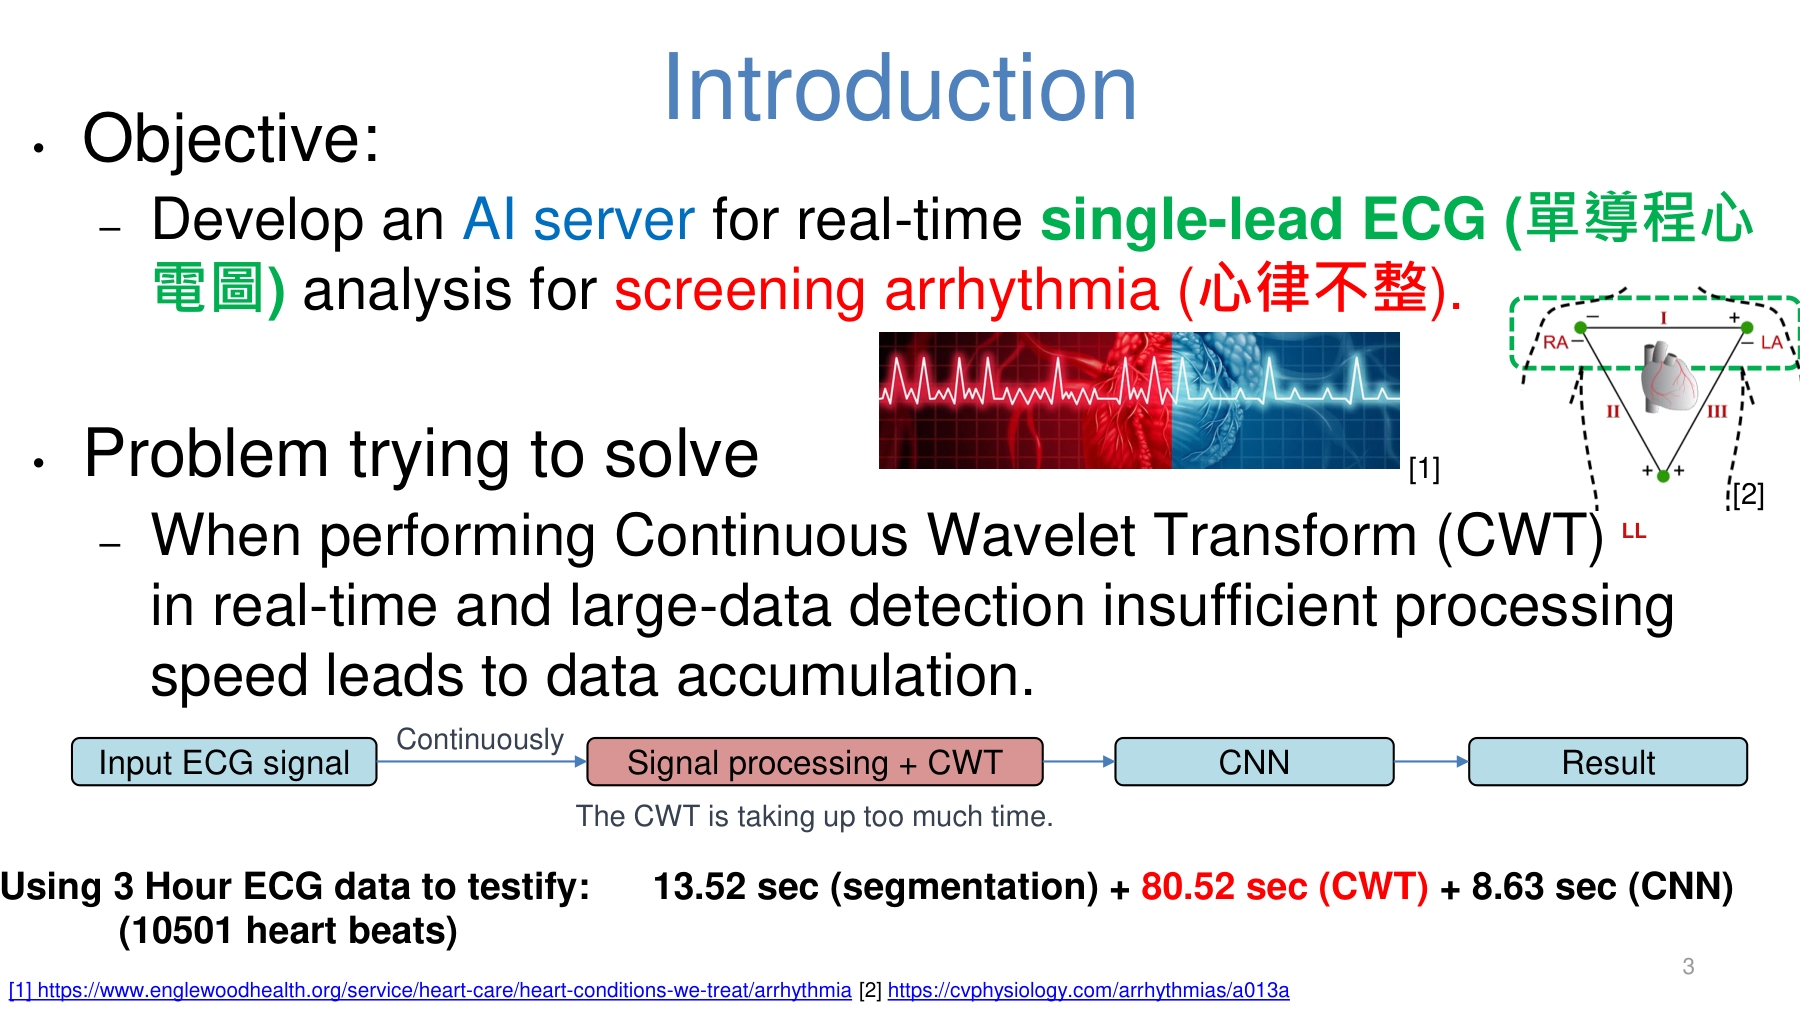 Introduction
• Objective:
– Develop an AI server for real-time single-lead ECG (單導程心
電圖) analysis for screening arrhythmia (心律不整).
− I +
RA − − LA
II III
+ +
[1]
[2]
LL
• Problem trying to solve
– When performing Continuous Wavelet Transform (CWT)
in real-time and large-data detection insufficient processing
speed leads to data accumulation.
Continuously
Input ECG signal Signal processing + CWT CNN Result
The CWT is taking up too much time.
Using 3 Hour ECG data to testify: 13.52 sec (segmentation) + 80.52 sec (CWT) + 8.63 sec (CNN)
(10501 heart beats)
3
[1] https://www.englewoodhealth.org/service/heart-care/heart-conditions-we-treat/arrhythmia [2] https://cvphysiology.com/arrhythmias/a013a